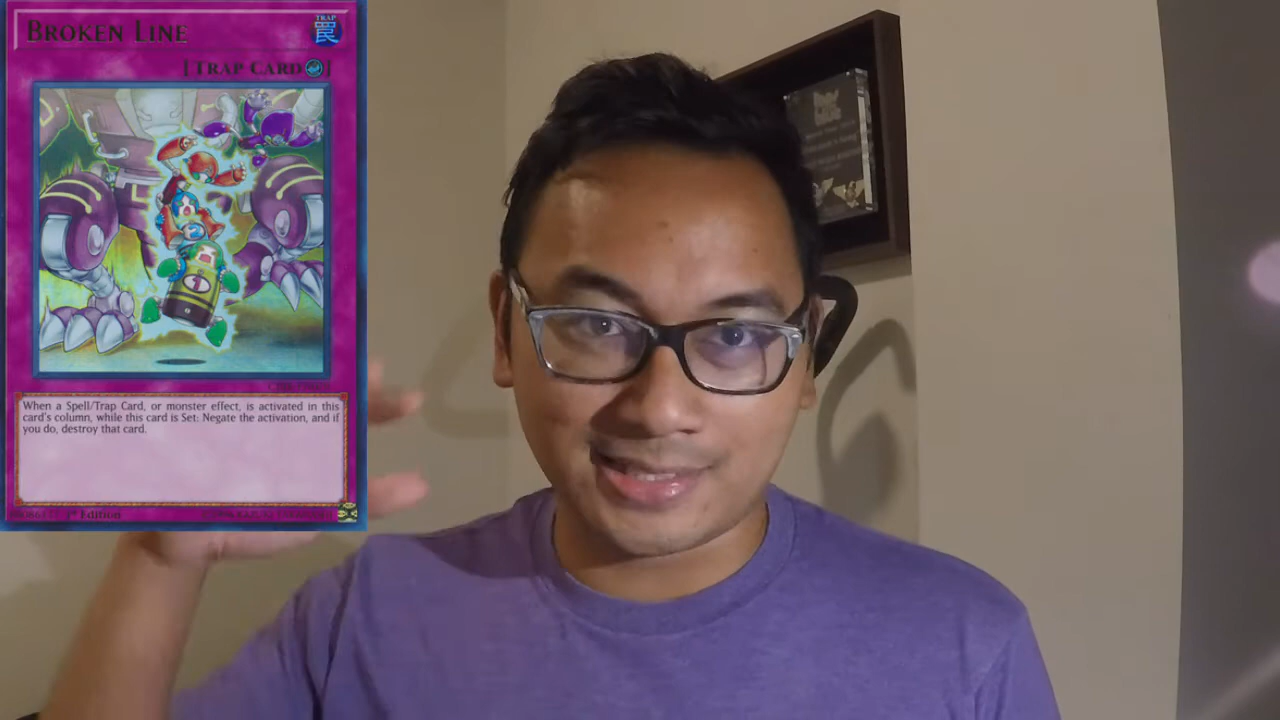 BROKEN LINE
TRAP
罠
[TRAP CARD]
When a Spell/Trap Card, or monster effect, is activated in this
card's column, while this card is Set: Negate the activation, and if
you do, destroy that card.
1st Edition